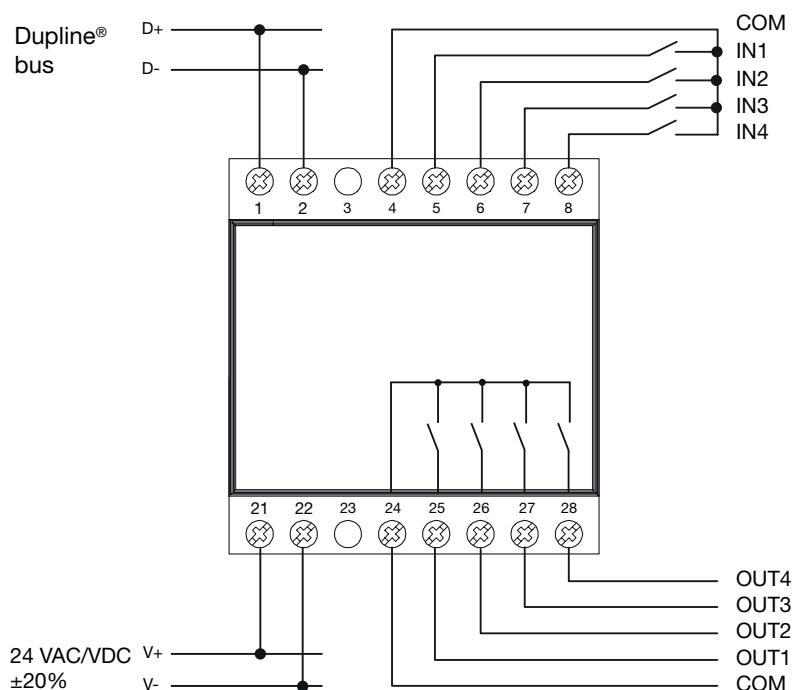 Dupline®
bus
D+
D-
COM
IN1
IN2
IN3
IN4
1 2 3 4 5 6 7 8
21 22 23 24 25 26 27 28
OUT4
OUT3
OUT2
OUT1
COM
24 VAC/VDC
±20%
V+
V-